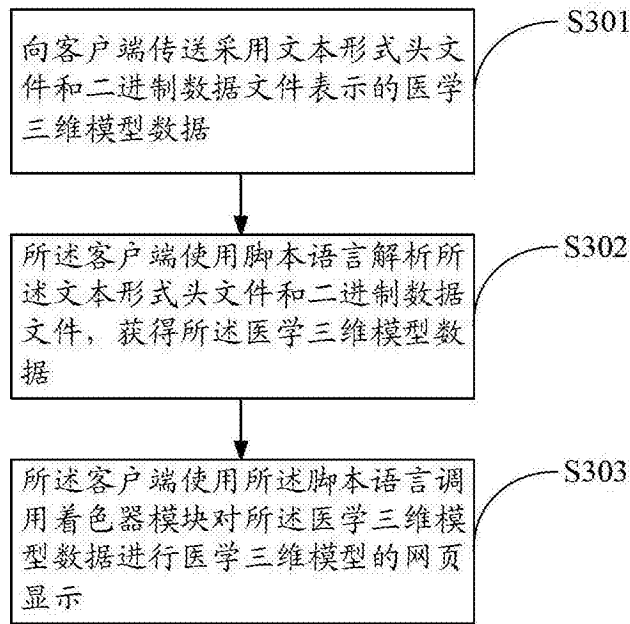 向客户端传送采用文本形式头文
件和二进制数据文件表示的医学
三维模型数据
S301
所述客户端使用脚本语言解析所
述文本形式头文件和二进制数据
文件，获得所述医学三维模型数
据
S302
所述客户端使用所述脚本语言调
用着色器模块对所述医学三维模
型数据进行医学三维模型的网页
显示
S303